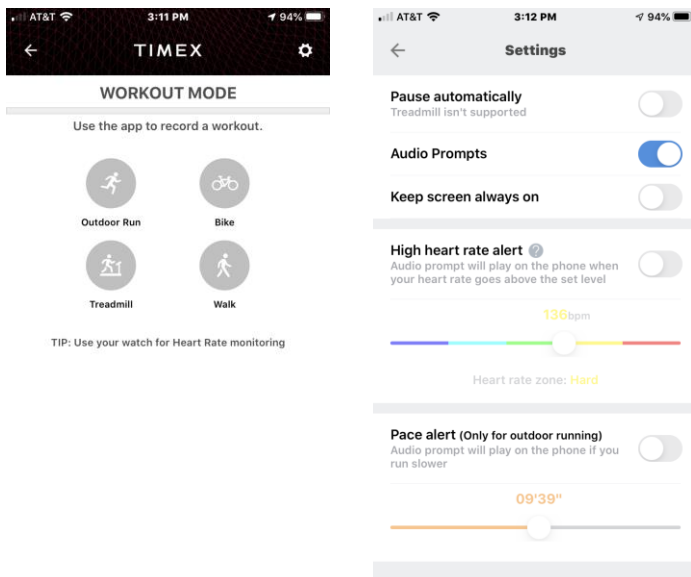 AT&T 3:11 PM 94%
TIMEX
WORKOUT MODE
Use the app to record a workout.
Outdoor Run Bike
Treadmill Walk
TIP: Use your watch for Heart Rate monitoring
AT&T 3:12 PM 94%
Settings
Pause automatically
Treadmill isn't supported
Audio Prompts
Keep screen always on
High heart rate alert ?
Audio prompt will play on the phone when
your heart rate goes above the set level
136bpm
Heart rate zone: Hard
Pace alert (Only for outdoor running)
Audio prompt will play on the phone if you
run slower
09'39"